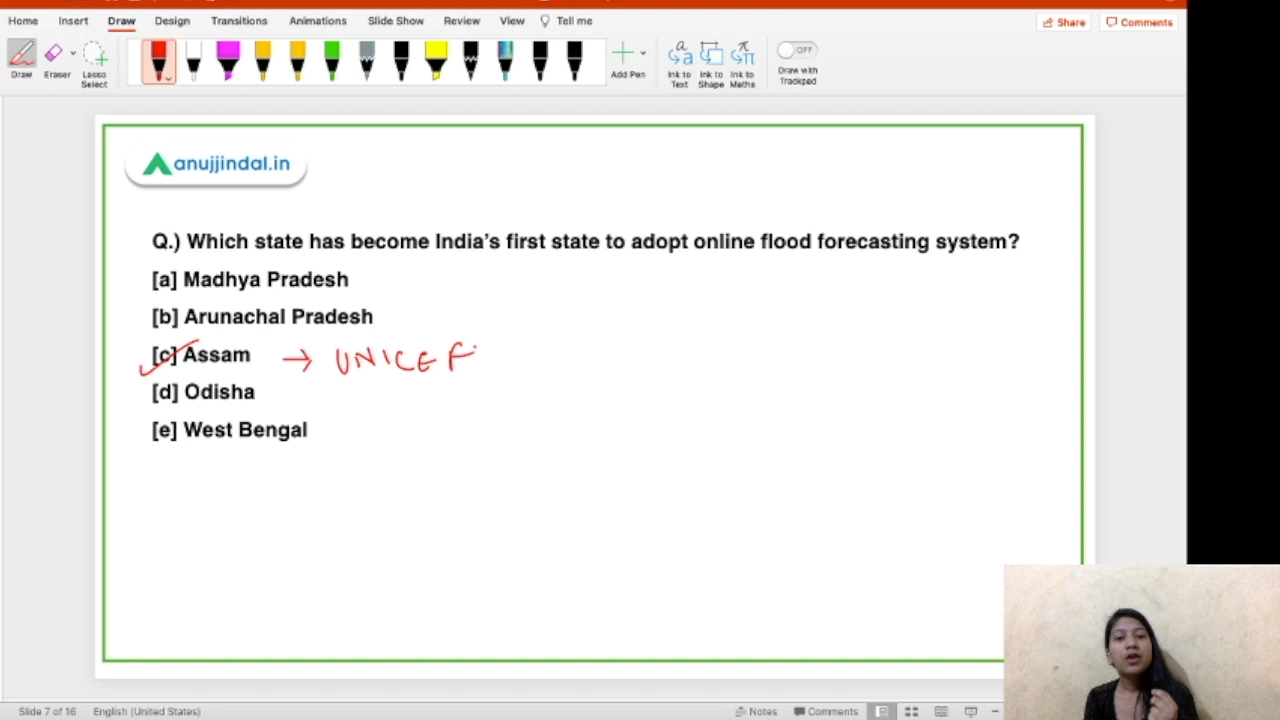 Home Insert Draw Design Transitions Animations Slide Show Review View Tell me
Share Comments
Draw Eraser Lasso Select
Add Pen
Ink to Text Ink to Shape Ink to Maths
OFF
Draw with Trackpad
anujjindal.in
Q.) Which state has become India’s first state to adopt online flood forecasting system?
[a] Madhya Pradesh
[b] Arunachal Pradesh
[c] Assam → UNICEF
[d] Odisha
[e] West Bengal
Slide 7 of 16 English (United States) Notes Comments